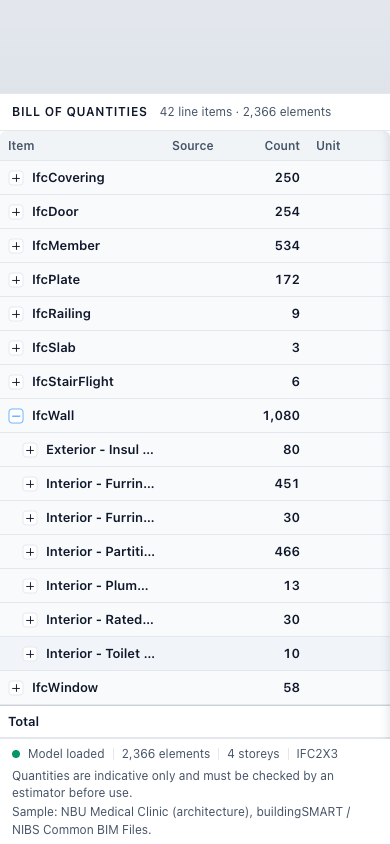 BILL OF QUANTITIES 42 line items · 2,366 elements
Item Source Count Unit
IfcCovering 250
IfcDoor 254
IfcMember 534
IfcPlate 172
IfcRailing 9
IfcSlab 3
IfcStairFlight 6
IfcWall 1,080
Exterior - Insul ... 80
Interior - Furrin... 451
Interior - Furrin... 30
Interior - Partiti... 466
Interior - Plum... 13
Interior - Rated... 30
Interior - Toilet ... 10
IfcWindow 58
Total
Model loaded 2,366 elements 4 storeys IFC2X3
Quantities are indicative only and must be checked by an
estimator before use.
Sample: NBU Medical Clinic (architecture), buildingSMART /
NIBS Common BIM Files.